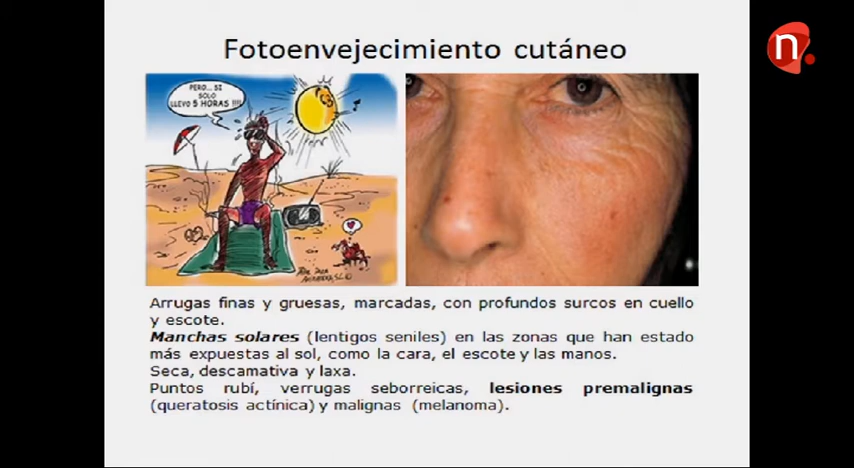 n
Fotoenvejecimiento cutáneo
PERO... SI
SOLO
LLEVO 5 HORAS !!!!
Arrugas finas y gruesas, marcadas, con profundos surcos en cuello
y escote.
Manchas solares (lentigos seniles) en las zonas que han estado
más expuestas al sol, como la cara, el escote y las manos.
Seca, descamativa y laxa.
Puntos rubí, verrugas seborreicas, lesiones premalignas
(queratosis actínica) y malignas (melanoma).